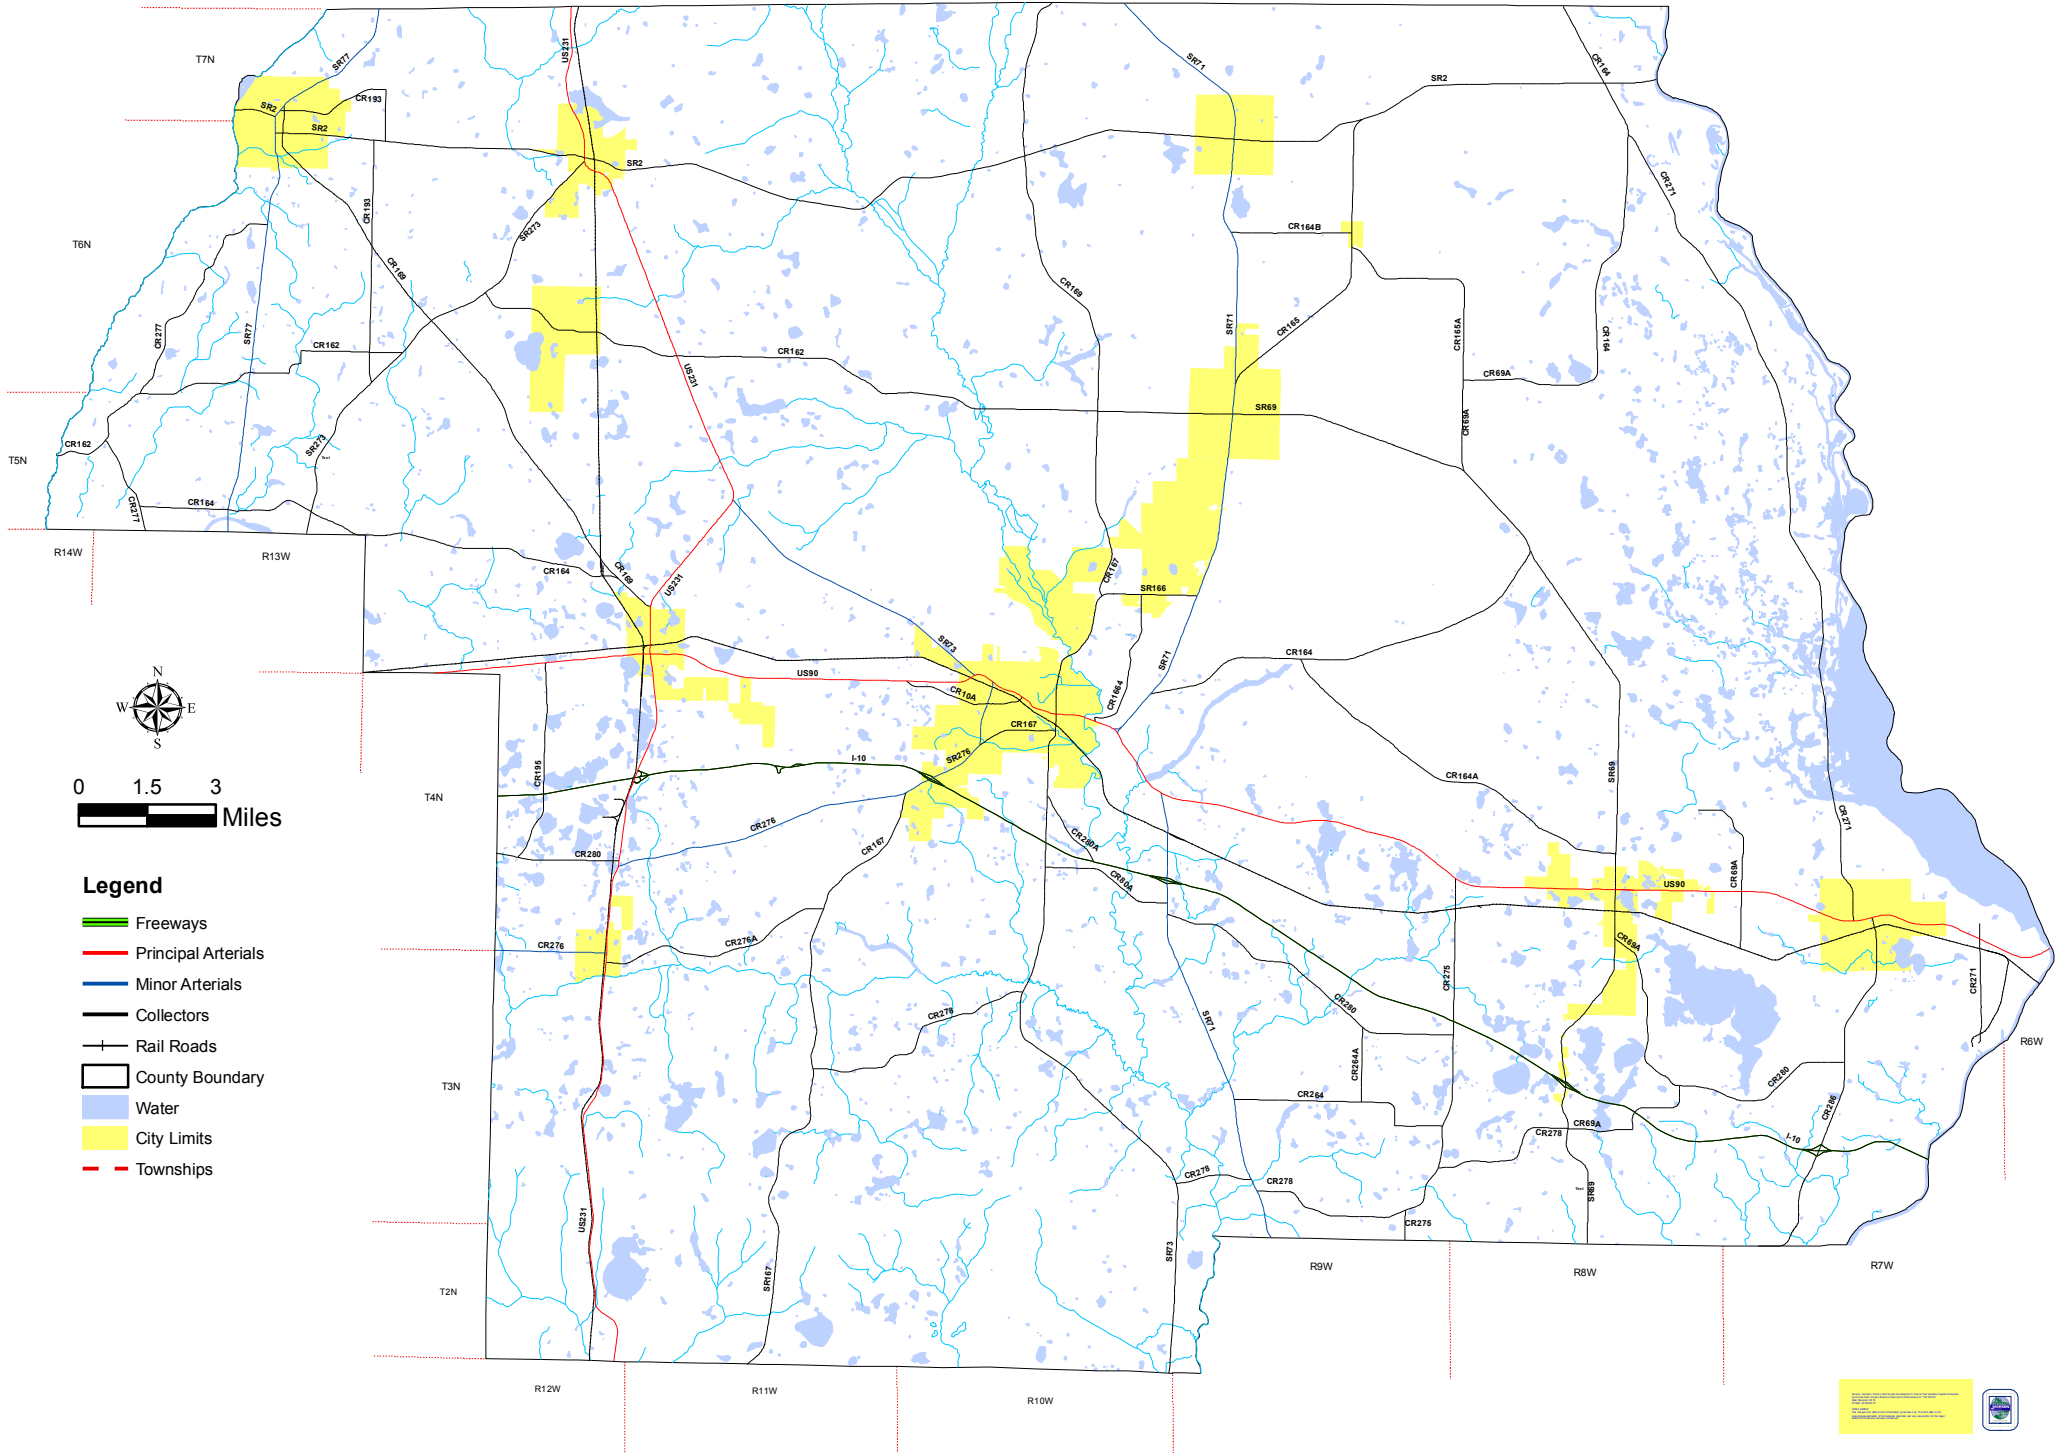 T7N
SR77
US231
SR71
CR164
SR2
CR193
SR2
SR2
SR2
CR271
CR193
T6N
SR273
CR164B
CR169
CR169
CR277
SR77
SR71
CR165
CR165A
CR164
CR162
CR162
US231
CR69A
SR69
CR69A
CR162
SR273
T5N
CR277
CR164
R14W
R13W
CR164
CR169
US231
CR167
SR166
SR73
SR71
CR164
N
W
E
S
US90
CR10A
CR1664
CR167
SR276
I-10
CR195
SR69
CR164A
0 1.5 3
Miles
T4N
CR276
CR167
CR280A
CR271
CR280
CR80A
CR69A
US90
Legend
Freeways
Principal Arterials
Minor Arterials
Collectors
Rail Roads
County Boundary
Water
City Limits
Townships
CR276
CR276A
CR69A
CR275
CR271
CR280
CR278
SR71
R6W
CR264A
T3N
CR280
CR264
CR286
CR69A
CR278
I-10
CR278
CR278
SR69
US231
CR275
SR73
SR167
T2N
R9W
R8W
R7W
R12W
R11W
R10W